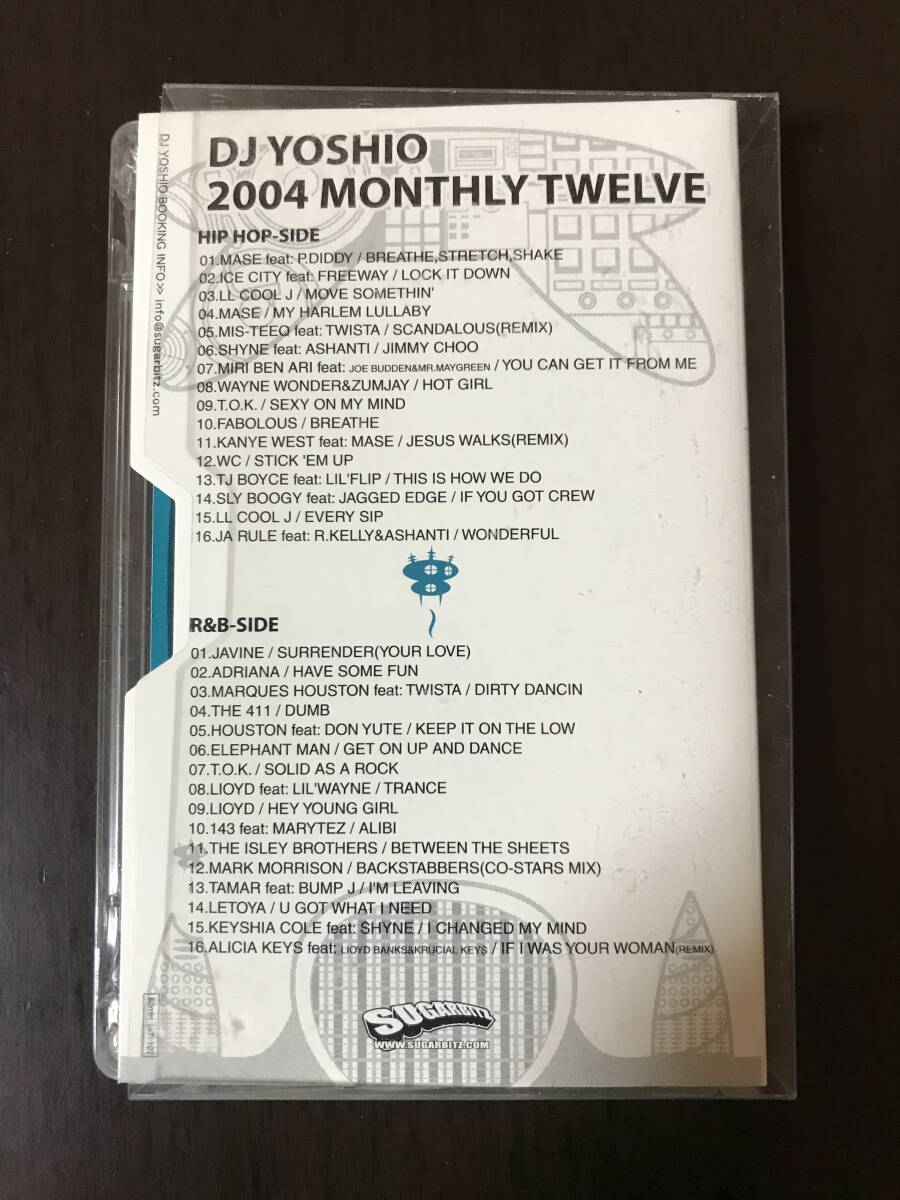 DJ YOSHIO
2004 MONTHLY TWELVE
HIP HOP-SIDE
01.MASE feat: P.DIDDY / BREATHE,STRETCH,SHAKE
02.ICE CITY feat: FREEWAY / LOCK IT DOWN
03.LL COOL J / MOVE SOMETHIN'
04.MASE / MY HARLEM LULLABY
05.MIS-TEEQ feat: TWISTA / SCANDALOUS(REMIX)
06.SHYNE feat: ASHANTI / JIMMY CHOO
07.MIRI BEN ARI feat: JOE BUDDEN&MR.MAYGREEN / YOU CAN GET IT FROM ME
08.WAYNE WONDER&ZUMJAY / HOT GIRL
09.T.O.K. / SEXY ON MY MIND
10.FABOLOUS / BREATHE
11.KANYE WEST feat: MASE / JESUS WALKS(REMIX)
12.WC / STICK 'EM UP
13.TJ BOYCE feat: LIL'FLIP / THIS IS HOW WE DO
14.SLY BOOGY feat: JAGGED EDGE / IF YOU GOT CREW
15.LL COOL J / EVERY SIP
16.JA RULE feat: R.KELLY&ASHANTI / WONDERFUL
R&B-SIDE
01.JAVINE / SURRENDER(YOUR LOVE)
02.ADRIANA / HAVE SOME FUN
03.MARQUES HOUSTON feat: TWISTA / DIRTY DANCIN
04.THE 411 / DUMB
05.HOUSTON feat: DON YUTE / KEEP IT ON THE LOW
06.ELEPHANT MAN / GET ON UP AND DANCE
07.T.O.K. / SOLID AS A ROCK
08.LIOYD feat: LIL'WAYNE / TRANCE
09.LIOYD / HEY YOUNG GIRL
10.143 feat: MARYTEZ / ALIBI
11.THE ISLEY BROTHERS / BETWEEN THE SHEETS
12.MARK MORRISON / BACKSTABBERS(CO-STARS MIX)
13.TAMAR feat: BUMP J / I'M LEAVING
14.LETOYA / U GOT WHAT I NEED
15.KEYSHIA COLE feat: SHYNE / I CHANGED MY MIND
16.ALICIA KEYS feat: LIOYD BANKS&KRUCIAL KEYS / IF I WAS YOUR WOMAN(REMIX)
SUGARBITZ
WWW.SUGARBITZ.COM
DJ YOSHIO BOOKING INFO>> info@sugarbitz.com